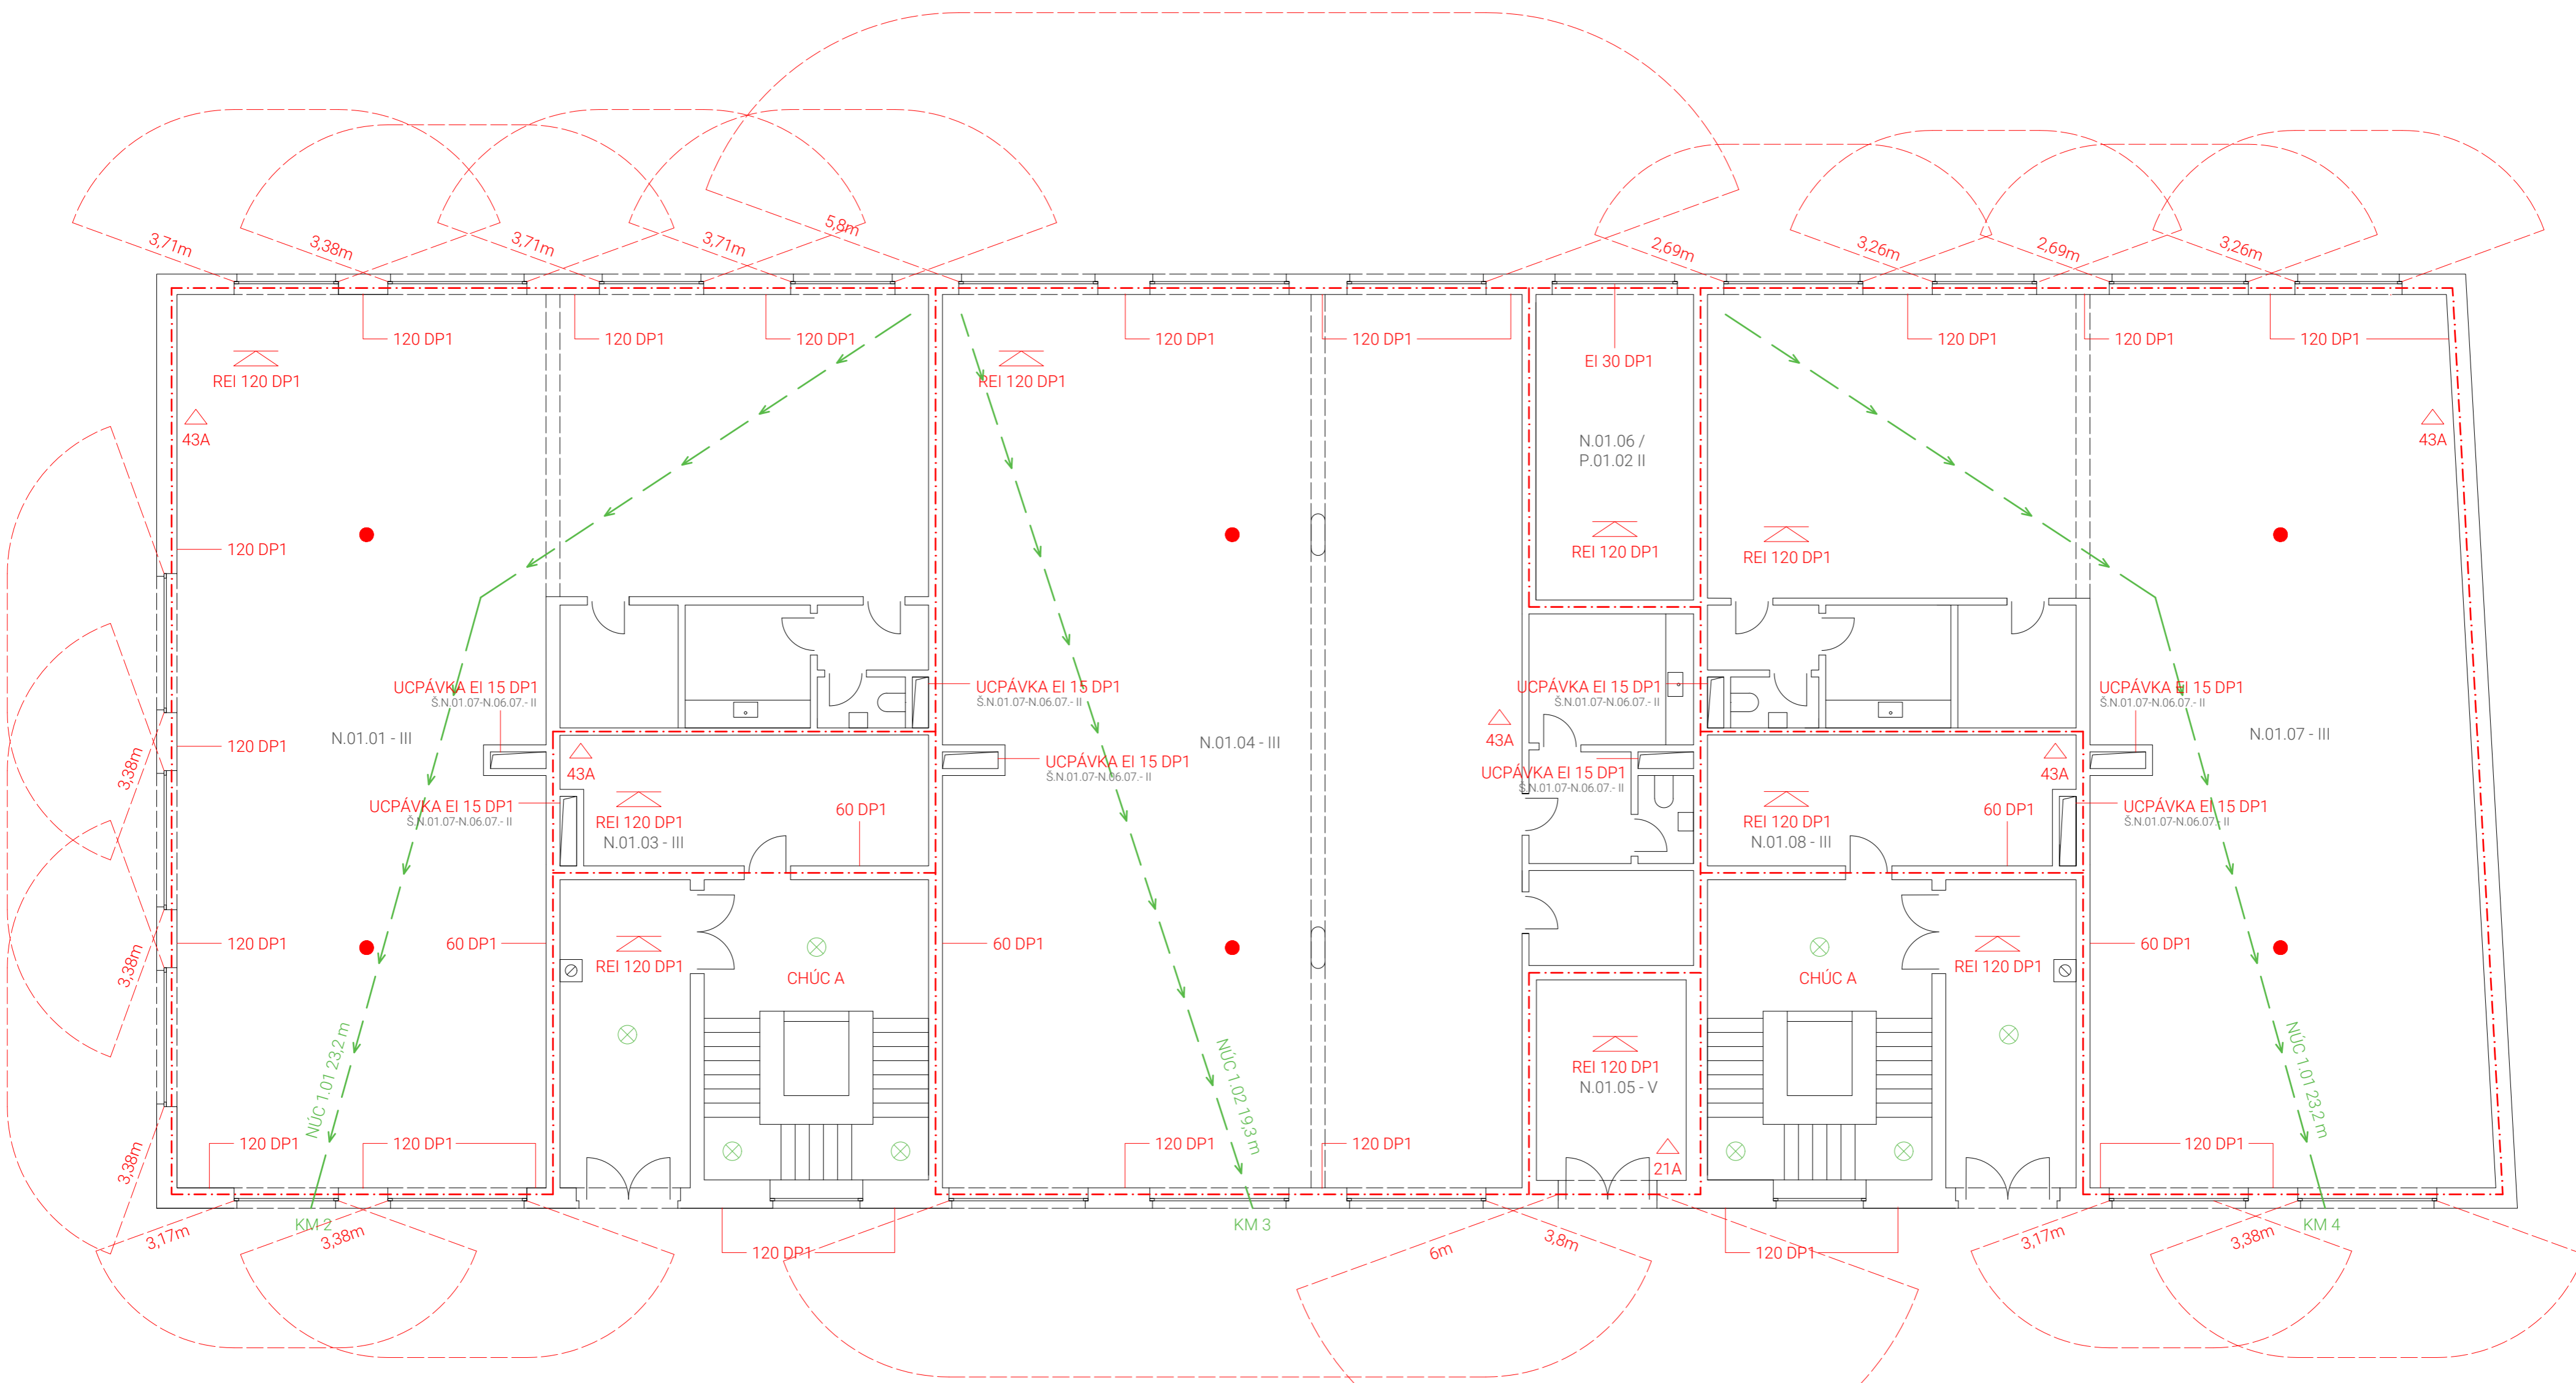 5,8m
3,71m
3,38m
3,71m
3,71m
2,69m
3,26m
2,69m
3,26m
120 DP1
120 DP1
120 DP1
120 DP1
120 DP1
120 DP1
120 DP1
120 DP1
EI 30 DP1
REI 120 DP1
REI 120 DP1
43A
43A
N.01.06 /
P.01.02 II
120 DP1
REI 120 DP1
REI 120 DP1
UCPÁVKA EI 15 DP1
Š.N.01.07-N.06.07.- II
UCPÁVKA EI 15 DP1
Š.N.01.07-N.06.07.- II
UCPÁVKA EI 15 DP1
Š.N.01.07-N.06.07.- II
UCPÁVKA EI 15 DP1
Š.N.01.07-N.06.07.- II
N.01.01 - III
N.01.04 - III
N.01.07 - III
120 DP1
43A
43A
43A
UCPÁVKA EI 15 DP1
Š.N.01.07-N.06.07.- II
UCPÁVKA EI 15 DP1
Š.N.01.07-N.06.07.- II
3,38m
UCPÁVKA EI 15 DP1
Š.N.01.07-N.06.07.- II
REI 120 DP1
N.01.03 - III
60 DP1
REI 120 DP1
N.01.08 - III
60 DP1
UCPÁVKA EI 15 DP1
Š.N.01.07-N.06.07.- II
120 DP1
60 DP1
60 DP1
60 DP1
3,38m
REI 120 DP1
CHÚC A
CHÚC A
REI 120 DP1
NÚC 1.01 23,2 m
NÚC 1.02 19,3 m
REI 120 DP1
N.01.05 - V
NÚC 1.01 23,2 m
3,38m
120 DP1
120 DP1
120 DP1
120 DP1
21A
120 DP1
KM 2
KM 3
KM 4
3,17m
3,38m
120 DP1
6m
3,8m
120 DP1
3,17m
3,38m